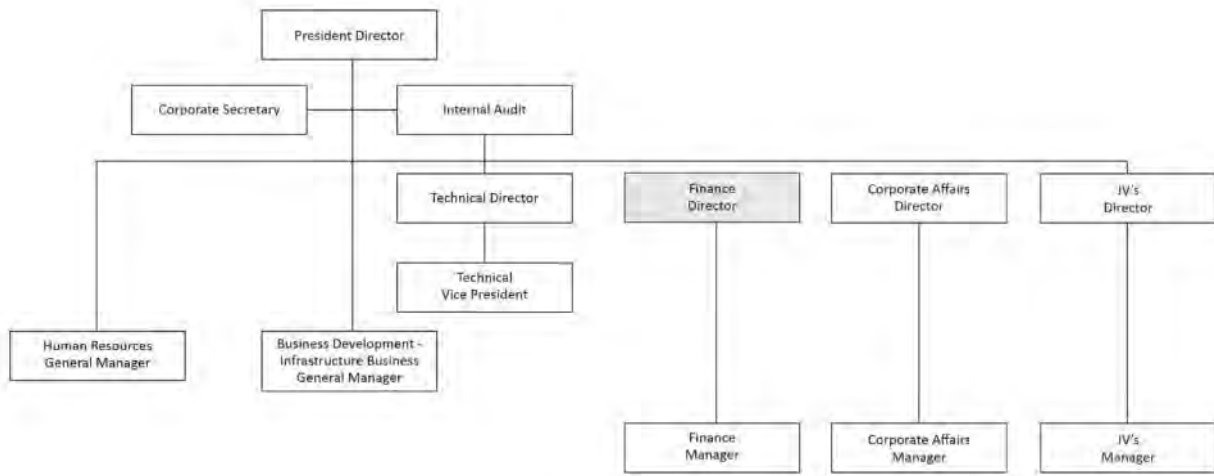 President Director
Corporate Secretary
Internal Audit
Technical Director
Finance
Director
Corporate Affairs
Director
JV's
Director
Technical
Vice President
Human Resources
General Manager
Business Development -
Infrastructure Business
General Manager
Finance
Manager
Corporate Affairs
Manager
JV's
Manager